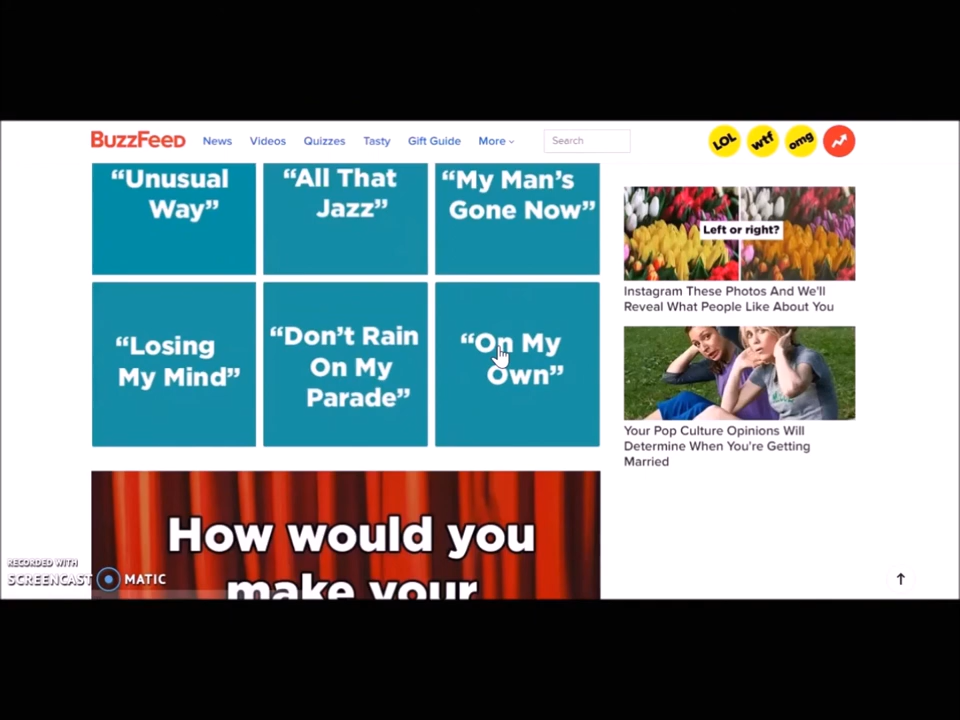 BuzzFeed News Videos Quizzes Tasty Gift Guide More Search LOL wtf omg
“Unusual
Way”
“All That
Jazz”
“My Man’s
Gone Now”
“Losing
My Mind”
“Don’t Rain
On My
Parade”
“On My
Own”
Left or right?
Instagram These Photos And We'll
Reveal What People Like About You
Your Pop Culture Opinions Will
Determine When You're Getting
Married
How would you
make your
RECORDED WITH
SCREENCAST MATIC